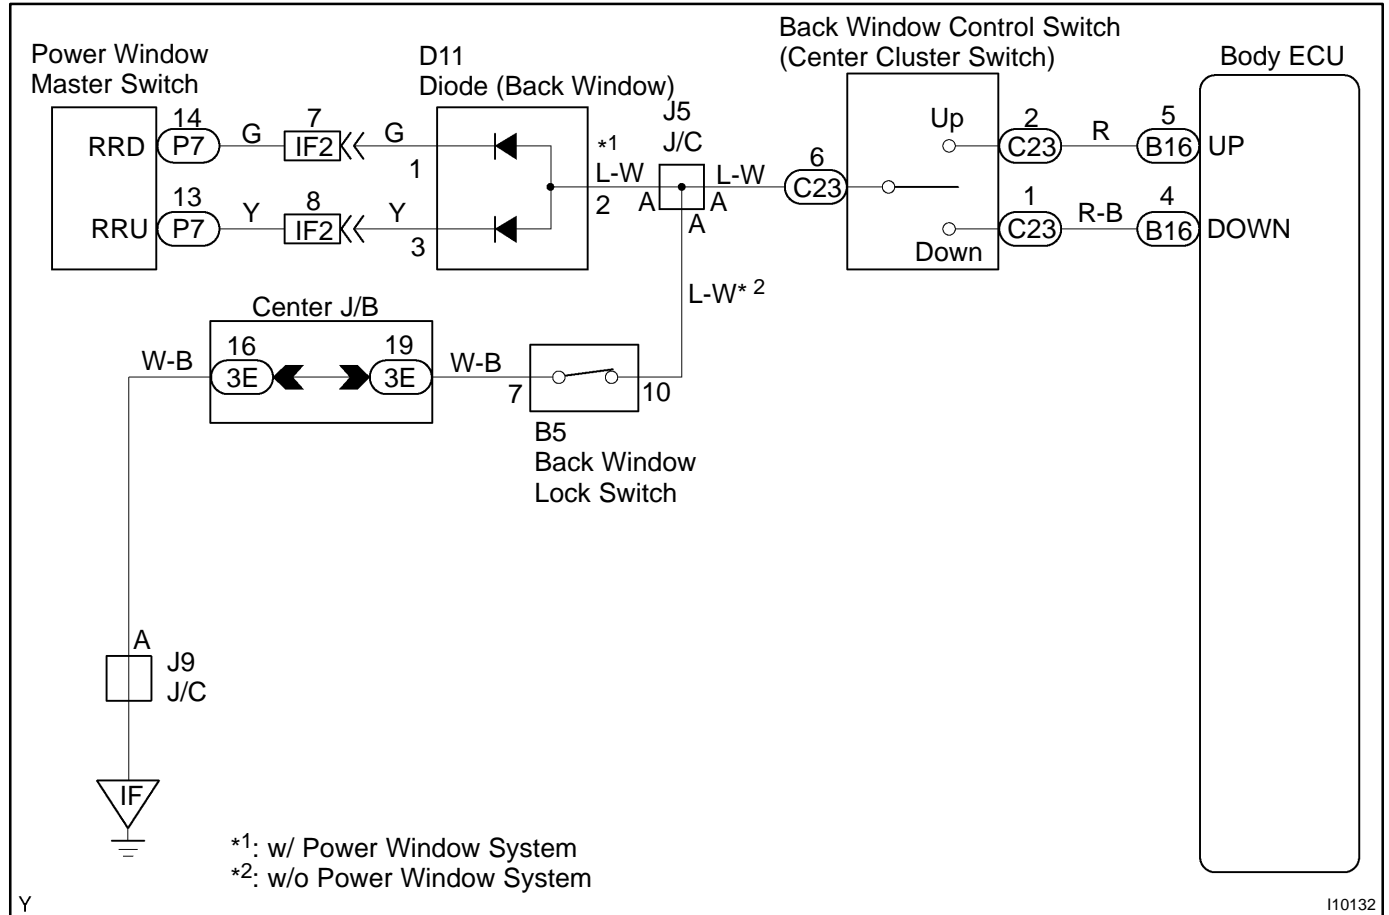 Power Window
Master Switch
RRD
14
P7
G
7
IF2
G
1
RRU
13
P7
Y
8
IF2
Y
3
D11
Diode (Back Window)
*1
L-W
2
J5
J/C
A
A
A
L-W
L-W* 2
Back Window Control Switch
(Center Cluster Switch)
6
C23
Up
Down
2
C23
R
5
B16
UP
1
C23
R-B
4
B16
DOWN
Body ECU
Center J/B
W-B
16
3E
19
3E
W-B
7
10
B5
Back Window
Lock Switch
A
J9
J/C
IF
*1: w/ Power Window System
*2: w/o Power Window System
Y
I10132